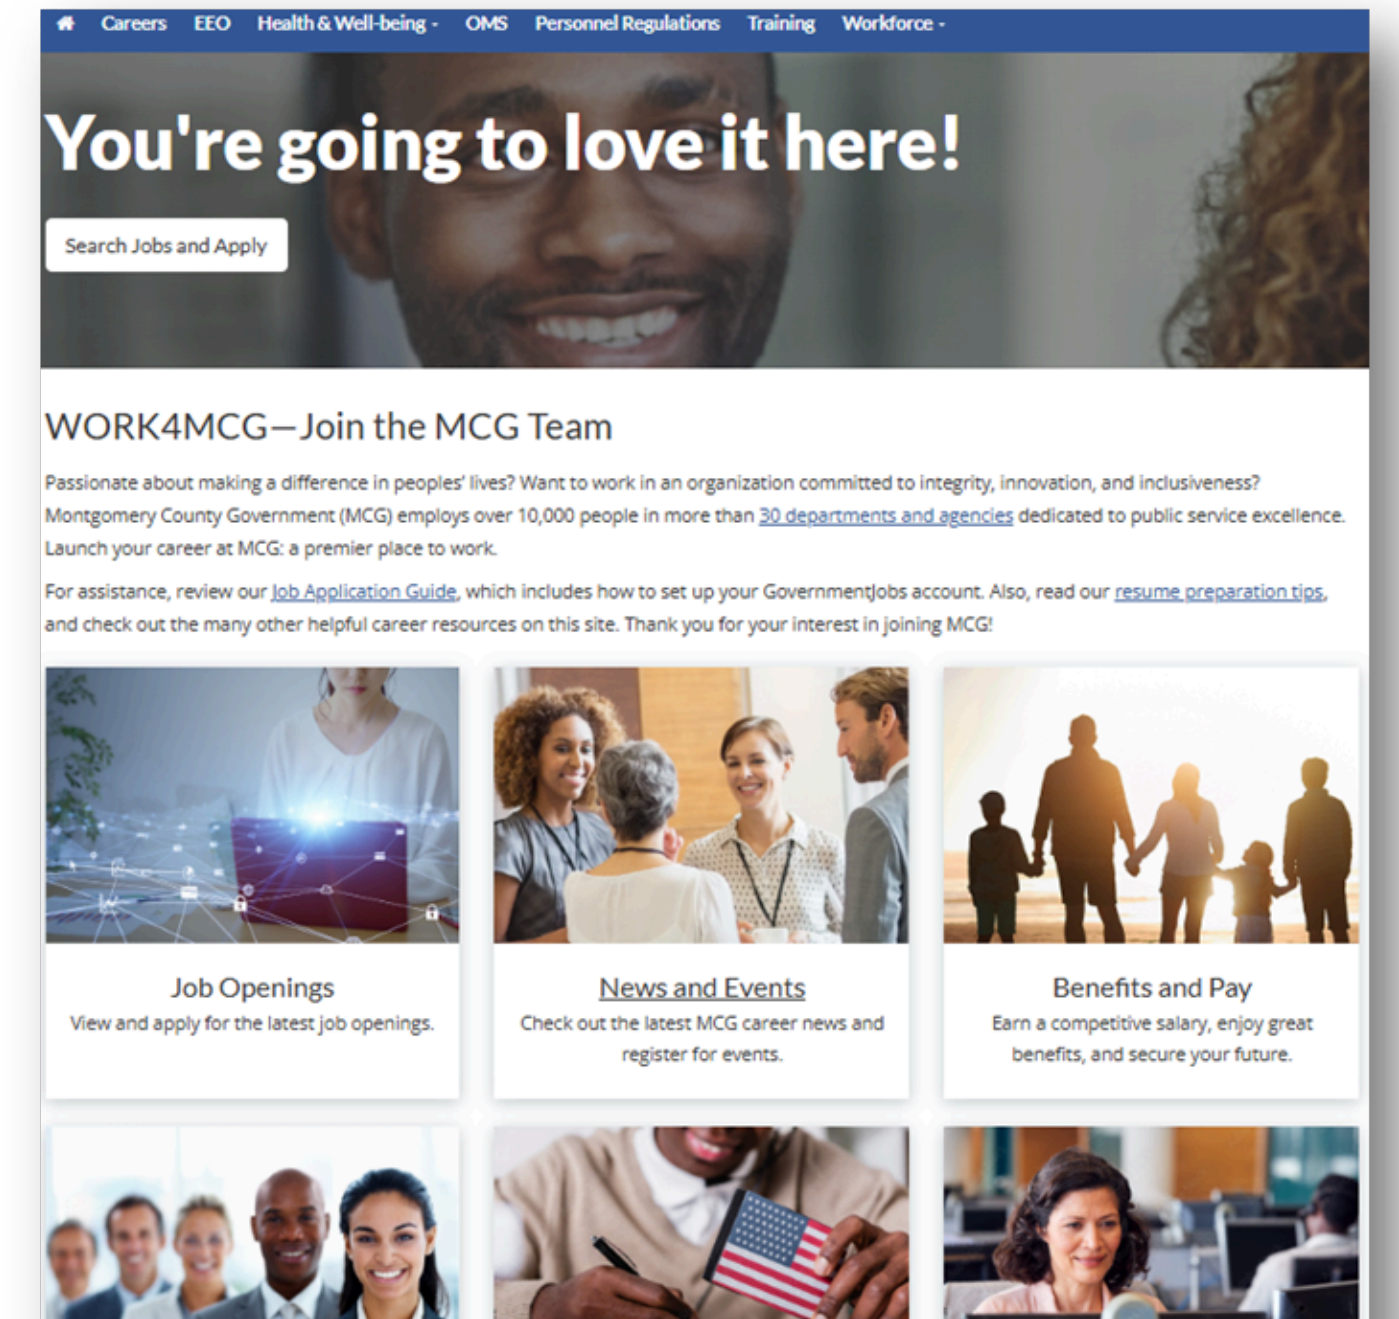 Careers EEO Health & Well-being OMS Personnel Regulations Training Workforce
You're going to love it here!
Search Jobs and Apply
WORK4MCG—Join the MCG Team
Passionate about making a difference in peoples' lives? Want to work in an organization committed to integrity, innovation, and inclusiveness?
Montgomery County Government (MCG) employs over 10,000 people in more than 30 departments and agencies dedicated to public service excellence.
Launch your career at MCG: a premier place to work.
For assistance, review our Job Application Guide, which includes how to set up your GovernmentJobs account. Also, read our resume preparation tips,
and check out the many other helpful career resources on this site. Thank you for your interest in joining MCG!
Job Openings
View and apply for the latest job openings.
News and Events
Check out the latest MCG career news and
register for events.
Benefits and Pay
Earn a competitive salary, enjoy great
benefits, and secure your future.